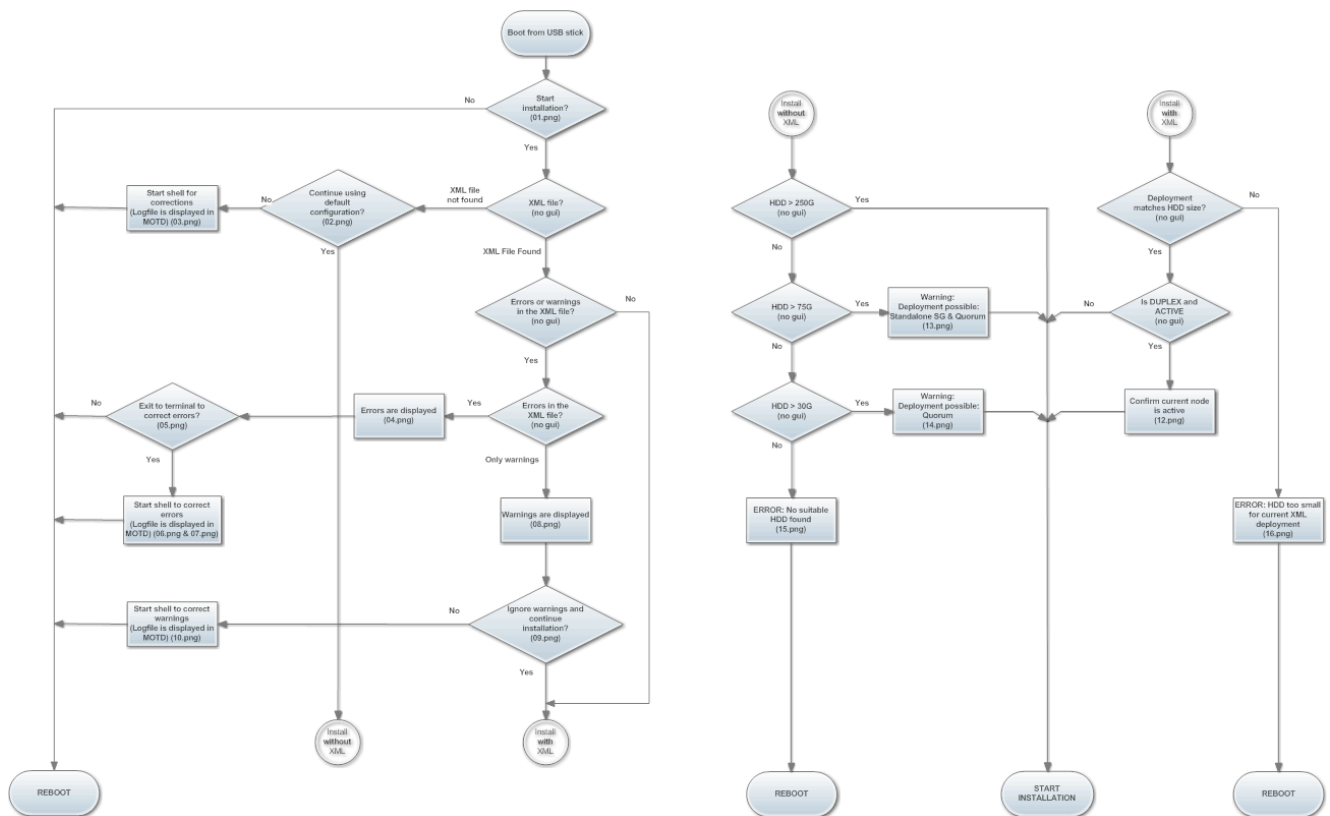 Boot from USB stick
No
Start
installation?
(01.png)
Yes
XML file
not found
Start shell for
corrections
(Logfile is displayed in
MOTD) (03.png)
No
Continue using
default
configuration?
(02.png)
XML file?
(no gui)
Yes
XML File Found
Errors or warnings
in the XML file?
(no gui)
No
Yes
No
Exit to terminal to
correct errors?
(05.png)
Errors are displayed
(04.png)
Yes
Errors in the
XML file?
(no gui)
Yes
Only warnings
Start shell to correct
errors
(Logfile is displayed in
MOTD) (06.png & 07.png)
Warnings are displayed
(08.png)
Start shell to correct
warnings
(Logfile is displayed in
MOTD) (10.png)
No
Ignore warnings and
continue
installation?
(09.png)
Yes
Install
without
XML
Install
with
XML
REBOOT
Install
without
XML
Install
with
XML
HDD > 250G
(no gui)
Yes
Deployment
matches HDD size?
(no gui)
No
No
Yes
HDD > 75G
(no gui)
Yes
Warning:
Deployment possible:
Standalone SG & Quorum
(13.png)
No
Is DUPLEX and
ACTIVE
(no gui)
No
Yes
HDD > 30G
(no gui)
Yes
Warning:
Deployment possible:
Quorum
(14.png)
Confirm current node
is active
(12.png)
No
ERROR: No suitable
HDD found
(15.png)
ERROR: HDD too small
for current XML
deployment
(16.png)
REBOOT
START
INSTALLATION
REBOOT